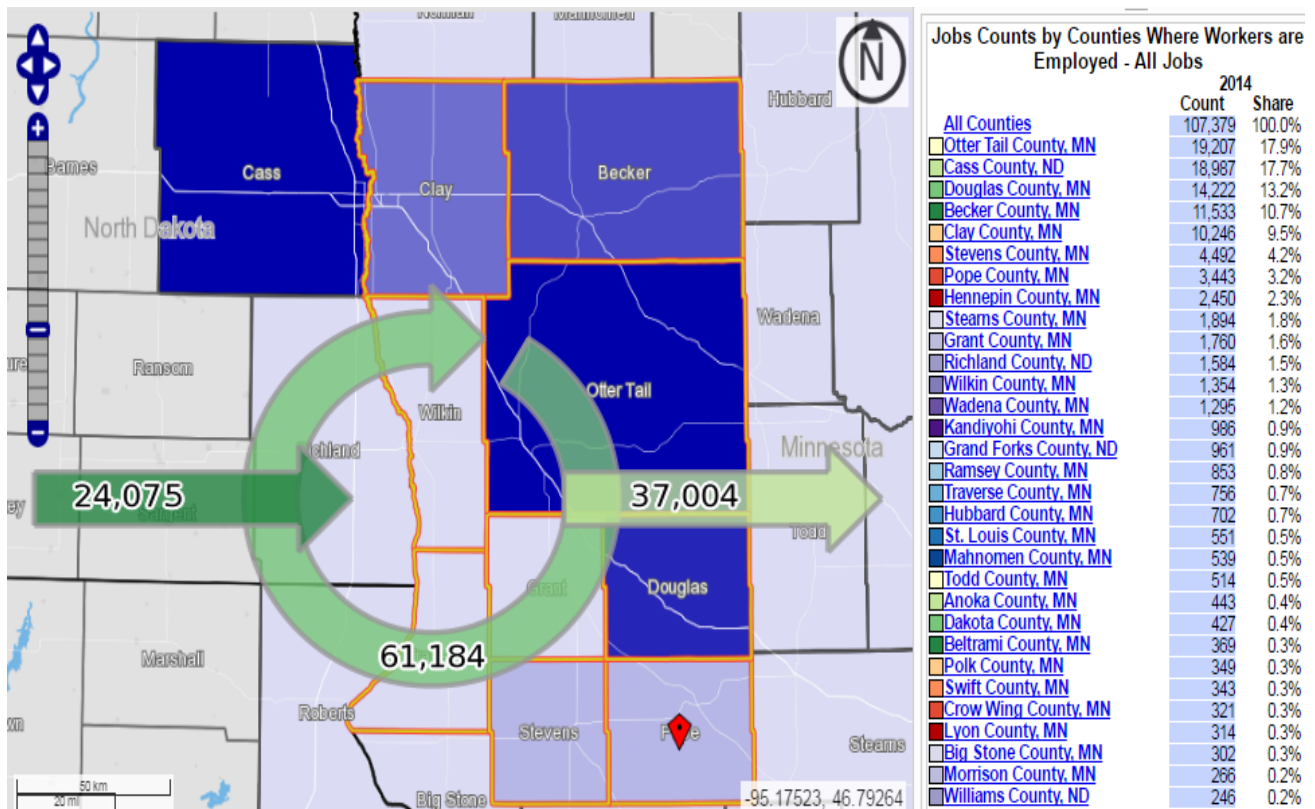 Norman
Mahnomen
Hubbard
N
Barnes
Cass
Clay
Becker
North Dakota
Wadena
Ransom
Otter Tail
Wilkin
Minnesota
24,075
37,004
Sargent
Todd
Grant
Douglas
61,184
Marshall
Roberts
Stevens
Stearns
50 km
20 mi
Big Stone
-95.17523, 46.79264
Jobs Counts by Counties Where Workers are
Employed - All Jobs
2014
Count Share
All Counties 107,379 100.0%
Otter Tail County, MN 19,207 17.9%
Cass County, ND 18,987 17.7%
Douglas County, MN 14,222 13.2%
Becker County, MN 11,533 10.7%
Clay County, MN 10,246 9.5%
Stevens County, MN 4,492 4.2%
Pope County, MN 3,443 3.2%
Hennepin County, MN 2,450 2.3%
Stearns County, MN 1,894 1.8%
Grant County, MN 1,760 1.6%
Richland County, ND 1,584 1.5%
Wilkin County, MN 1,354 1.3%
Wadena County, MN 1,295 1.2%
Kandiyohi County, MN 986 0.9%
Grand Forks County, ND 961 0.9%
Ramsey County, MN 853 0.8%
Traverse County, MN 756 0.7%
Hubbard County, MN 702 0.7%
St. Louis County, MN 551 0.5%
Mahnomen County, MN 539 0.5%
Todd County, MN 514 0.5%
Anoka County, MN 443 0.4%
Dakota County, MN 427 0.4%
Beltrami County, MN 369 0.3%
Polk County, MN 349 0.3%
Swift County, MN 343 0.3%
Crow Wing County, MN 321 0.3%
Lyon County, MN 314 0.3%
Big Stone County, MN 302 0.3%
Morrison County, MN 266 0.2%
Williams County, ND 246 0.2%